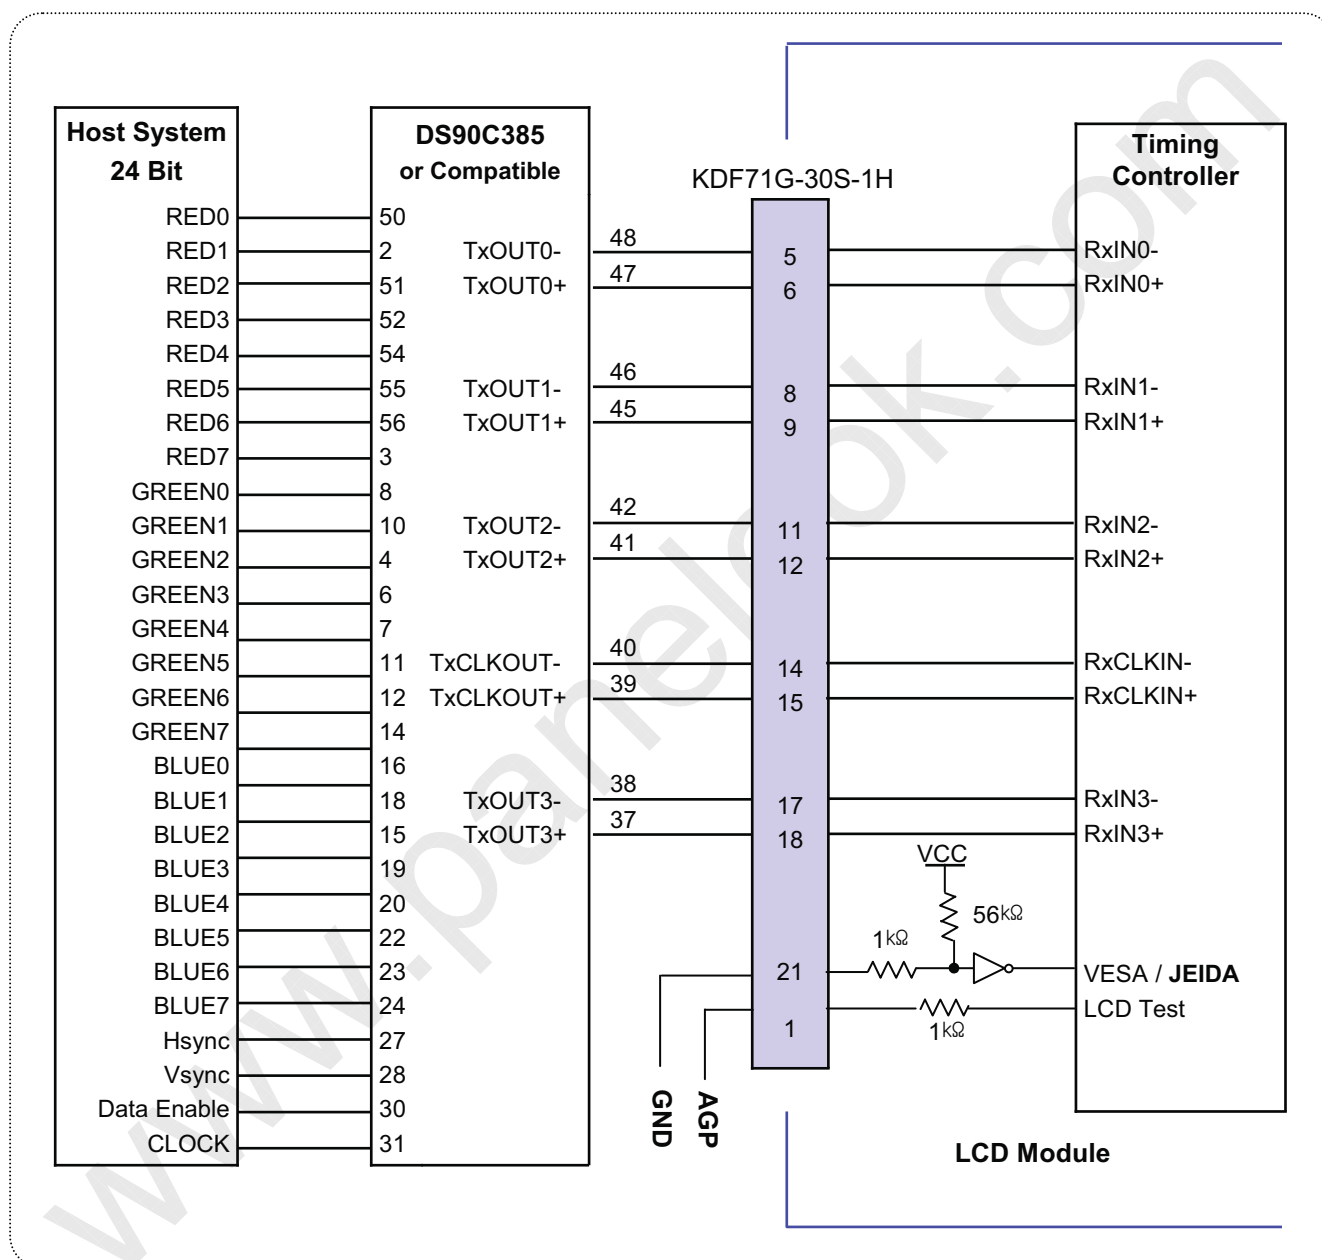 Host System
24 Bit
RED0
RED1
RED2
RED3
RED4
RED5
RED6
RED7
GREEN0
GREEN1
GREEN2
GREEN3
GREEN4
GREEN5
GREEN6
GREEN7
BLUE0
BLUE1
BLUE2
BLUE3
BLUE4
BLUE5
BLUE6
BLUE7
Hsync
Vsync
Data Enable
CLOCK
DS90C385
or Compatible
50
2
51
52
54
55
56
3
8
10
4
6
7
11
12
14
16
18
15
19
20
22
23
24
27
28
30
31
TxOUT0-
TxOUT0+
TxOUT1-
TxOUT1+
TxOUT2-
TxOUT2+
TxCLKOUT-
TxCLKOUT+
TxOUT3-
TxOUT3+
48
47
46
45
42
41
40
39
38
37
KDF71G-30S-1H
5
6
8
9
11
12
14
15
17
18
21
1
GND
AGP
VCC
56kΩ
1kΩ
1kΩ
Timing
Controller
RxIN0-
RxIN0+
RxIN1-
RxIN1+
RxIN2-
RxIN2+
RxCLKIN-
RxCLKIN+
RxIN3-
RxIN3+
VESA / JEIDA
LCD Test
LCD Module
www.panelook.com